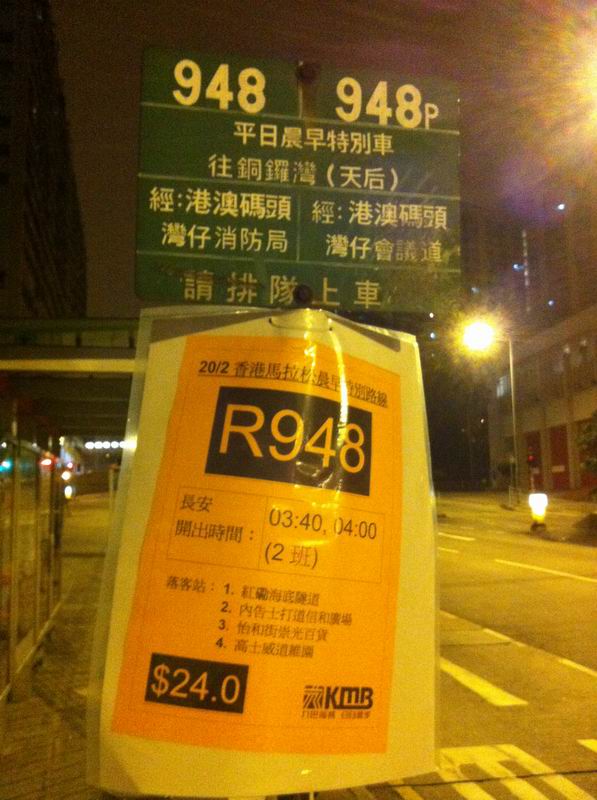 948 948P
平日晨早特別車
往銅鑼灣（天后）
經:港澳碼頭 經:港澳碼頭
灣仔消防局 灣仔會議道
請排隊上車
20/2 香港馬拉松晨早特別路線
R948
長安
開出時間： 03:40, 04:00
(2 班)
落客站： 1. 紅磡海底隧道
2. 內告士打道信和廣場
3. 怡和街崇光百貨
4. 高士威道維園
$24.0
KMB